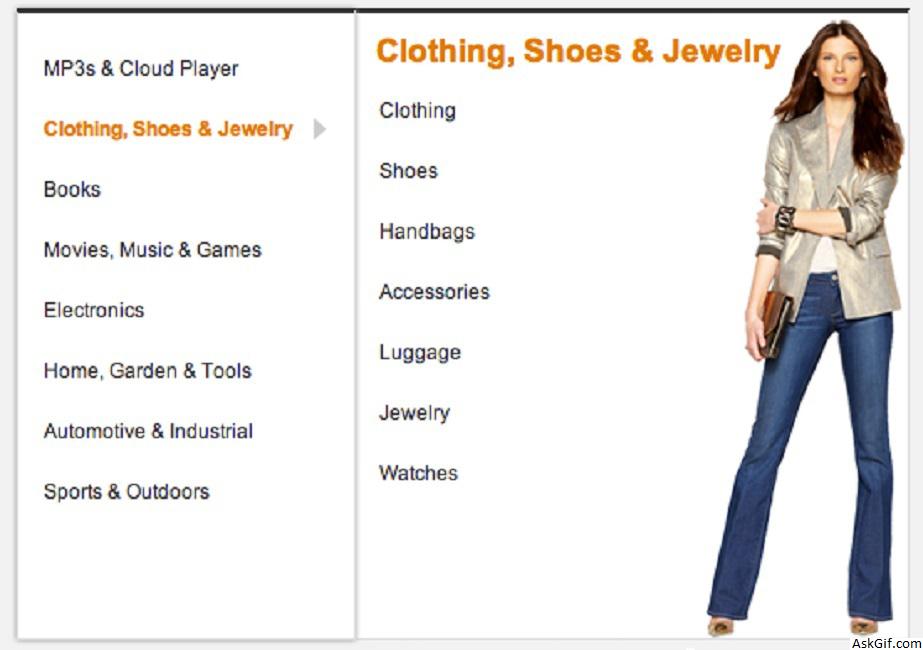 MP3s & Cloud Player
Clothing, Shoes & Jewelry
Books
Movies, Music & Games
Electronics
Home, Garden & Tools
Automotive & Industrial
Sports & Outdoors
Clothing, Shoes & Jewelry
Clothing
Shoes
Handbags
Accessories
Luggage
Jewelry
Watches
AskGif.com